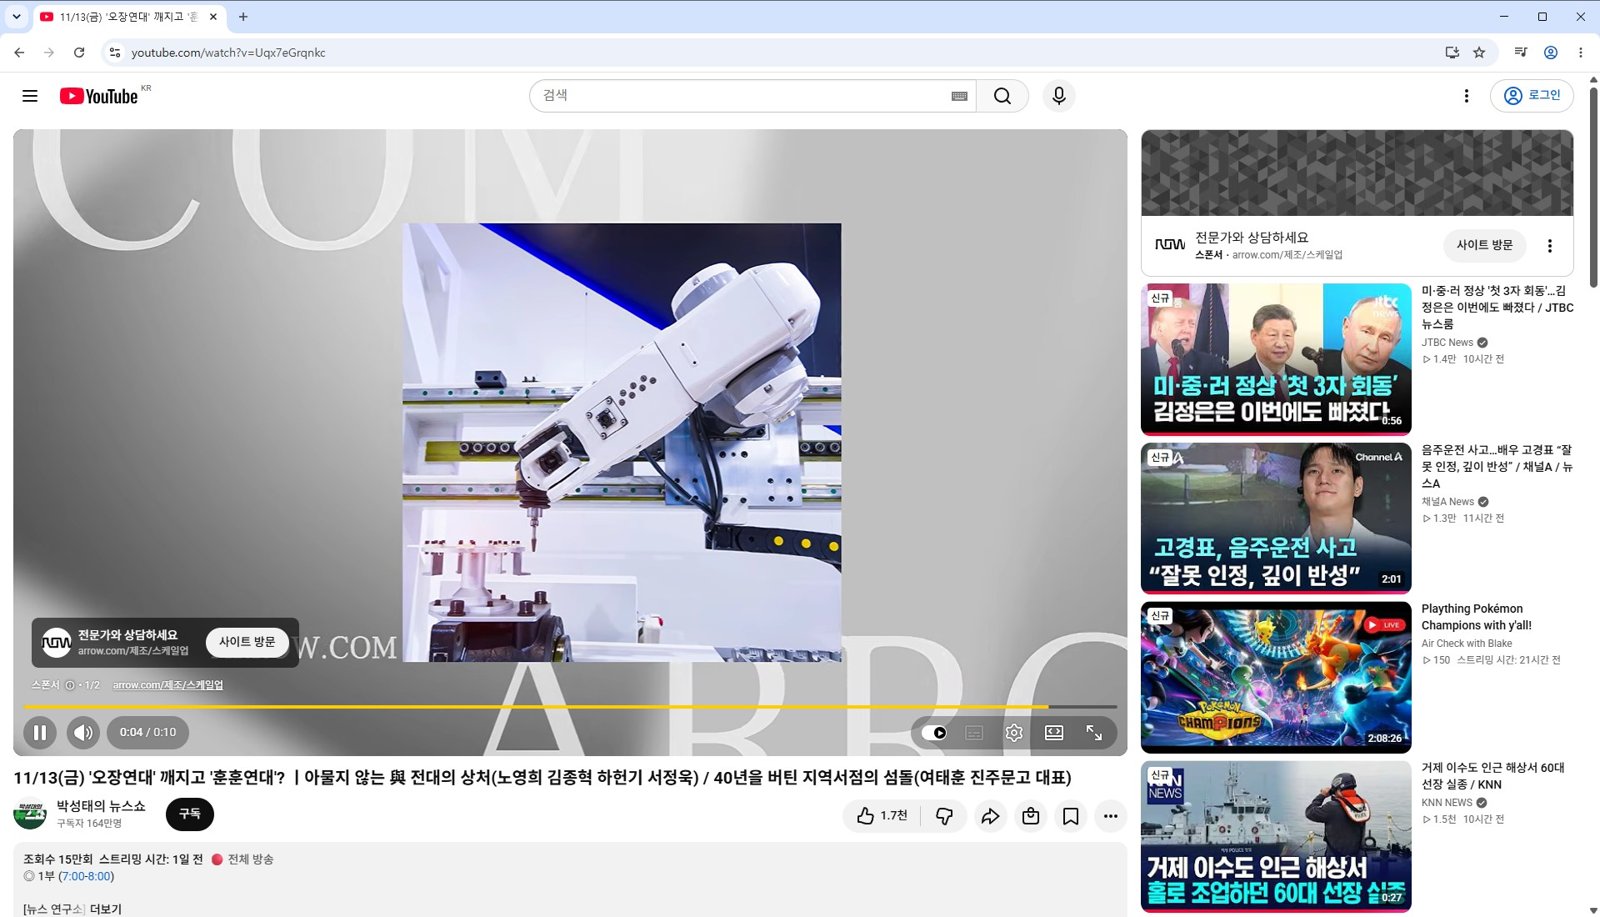 11/13(금) '오장연대' 깨지고 '훈
youtube.com/watch?v=Uqx7eGrqnkc
YouTube KR
검색
로그인
COM
W.COM
ARRO
전문가와 상담하세요
arrow.com/제조/스케일업
사이트 방문
스폰서 · 1/2 arrow.com/제조/스케일업
0:04 / 0:10
11/13(금) '오장연대' 깨지고 '훈훈연대'? ㅣ아물지 않는 與 전대의 상처(노영희 김종혁 하헌기 서정욱) / 40년을 버틴 지역서점의 섬돌(여태훈 진주문고 대표)
박성태의 뉴스쇼
구독자 164만명
구독
1.7천
조회수 15만회 스트리밍 시간: 1일 전 🔴 전체 방송
◎ 1부 (7:00-8:00)
[뉴스 연구소] 더보기
전문가와 상담하세요
스폰서 · arrow.com/제조/스케일업
사이트 방문
신규
jtbc news
미·중·러 정상 '첫 3자 회동'
김정은은 이번에도 빠졌다
0:56
미·중·러 정상 '첫 3자 회동'...김
정은은 이번에도 빠졌다 / JTBC
뉴스룸
JTBC News
1.4만 10시간 전
신규
Channel A
고경표, 음주운전 사고
“잘못 인정, 깊이 반성”
2:01
음주운전 사고...배우 고경표 “잘
못 인정, 깊이 반성” / 채널A / 뉴
스A
채널A News
1.3만 11시간 전
신규
LIVE
Pokémon
CHAMPIONS
2:08:26
Plaything Pokémon
Champions with y'all!
Air Check with Blake
150 스트리밍 시간: 21시간 전
신규
KNN
NEWS
거제 이수도 인근 해상서
홀로 조업하던 60대 선장 실종
0:27
거제 이수도 인근 해상서 60대
선장 실종 / KNN
KNN NEWS
1.5천 10시간 전